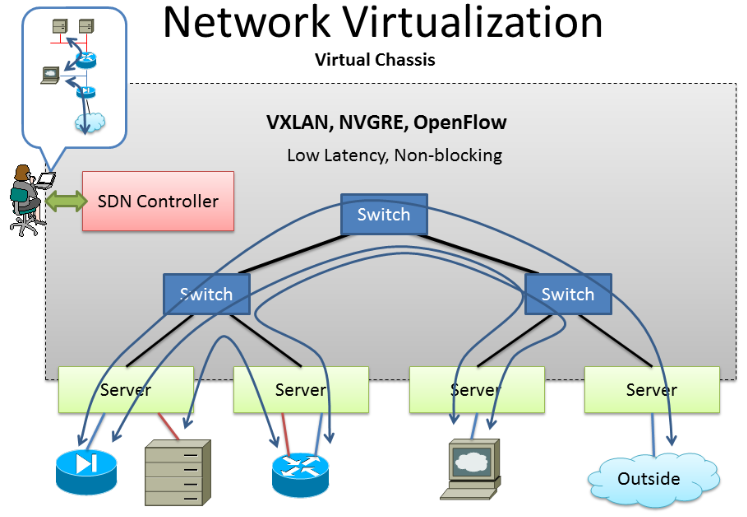 Network Virtualization
Virtual Chassis
VXLAN, NVGRE, OpenFlow
Low Latency, Non-blocking
SDN Controller
Switch
Switch
Switch
Server
Server
Server
Server
Outside